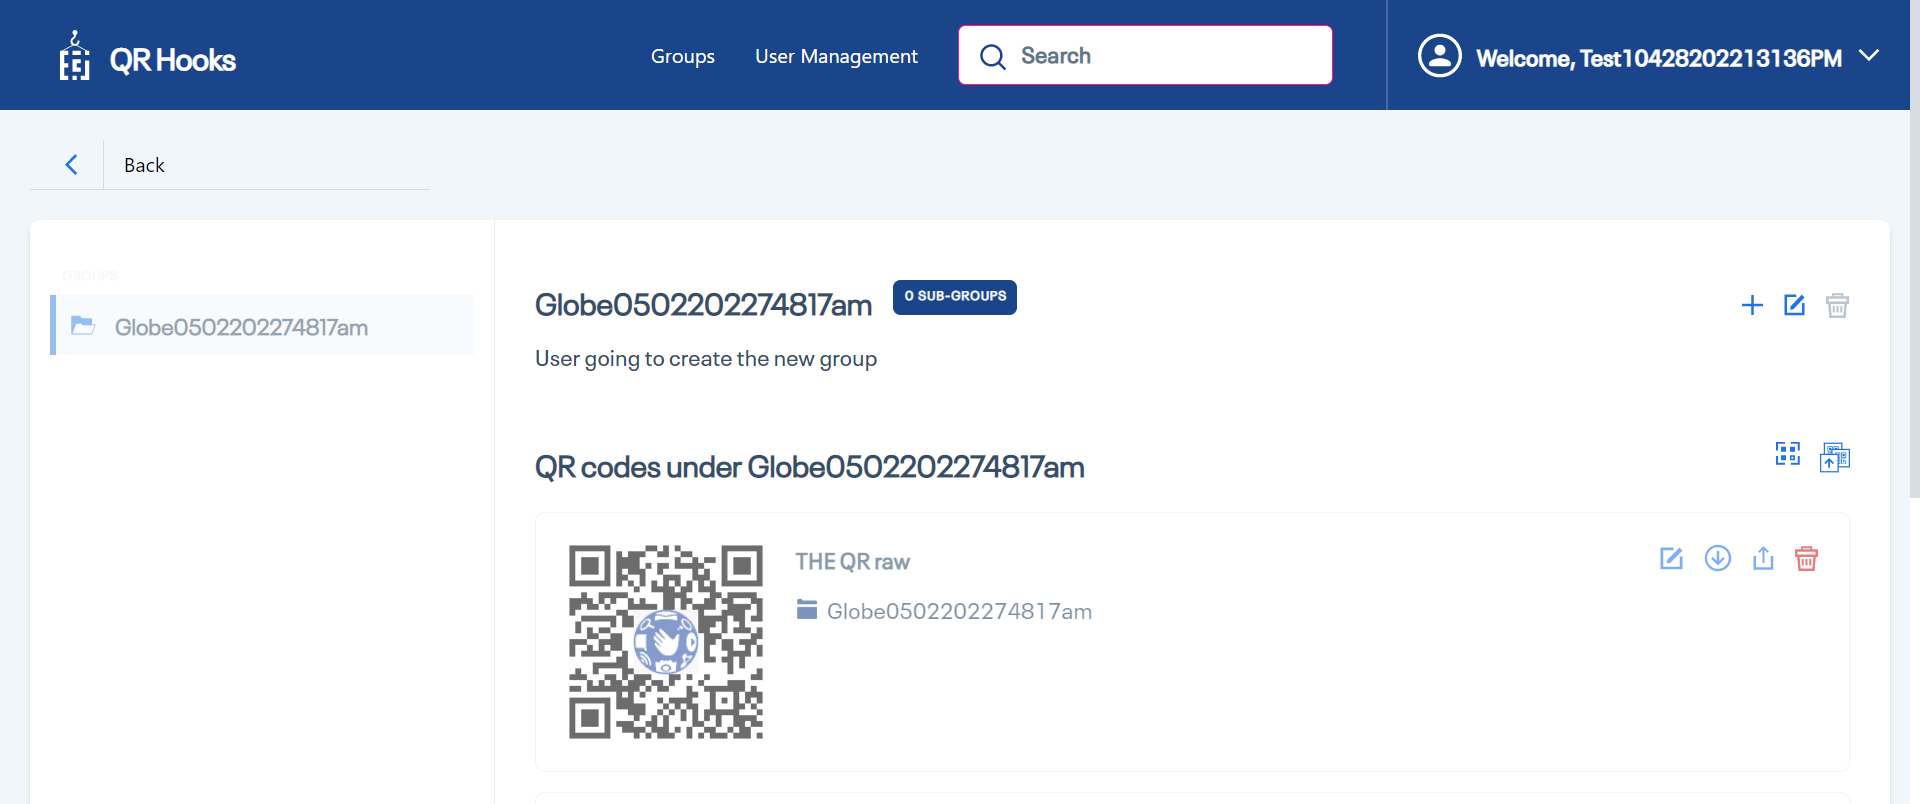 QR Hooks
Groups
User Management
Search
Welcome, Test10428202213136PM
Back
GROUPS
Globe0502202274817am
Globe0502202274817am
0 SUB-GROUPS
User going to create the new group
QR codes under Globe0502202274817am
THE QR raw
Globe0502202274817am